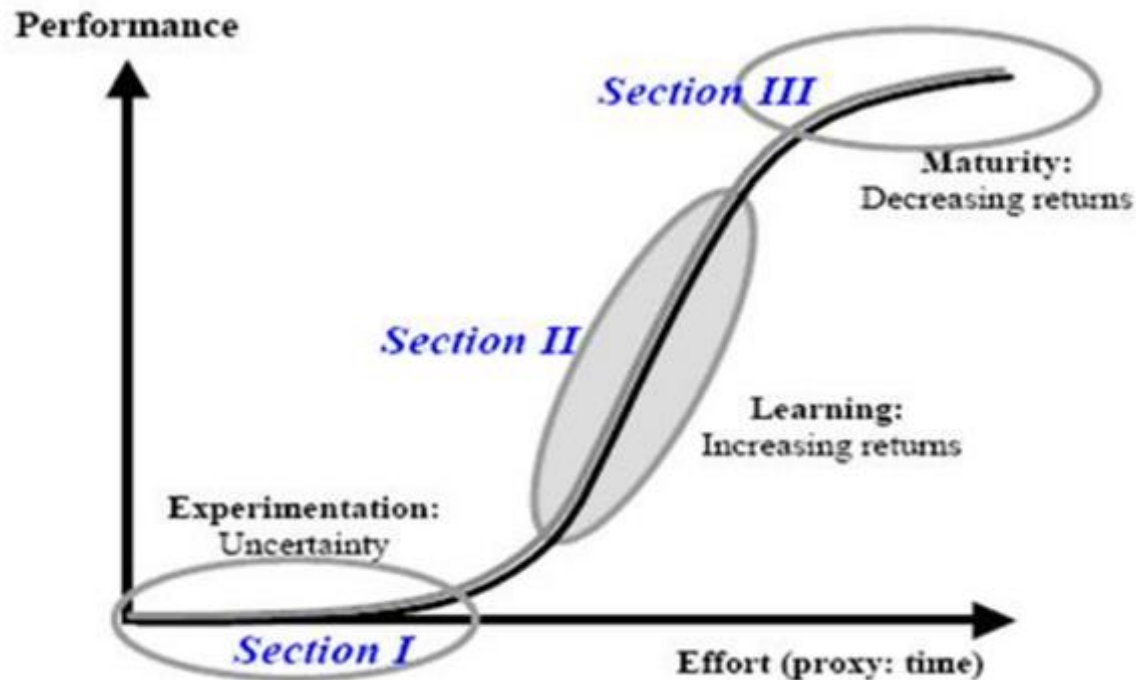 Performance
Section III
Maturity:
Decreasing returns
Section II
Learning:
Increasing returns
Experimentation:
Uncertainty
Section I
Effort (proxy: time)